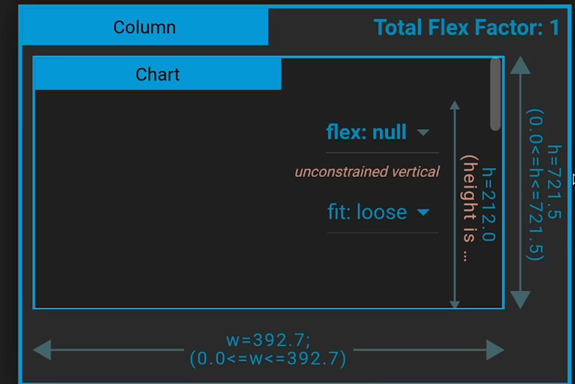 Column
Total Flex Factor: 1
Chart
flex: null
unconstrained vertical
fit: loose
h=212.0
(height is ...
h=721.5
(0.0<=h<=721.5)
w=392.7;
(0.0<=w<=392.7)